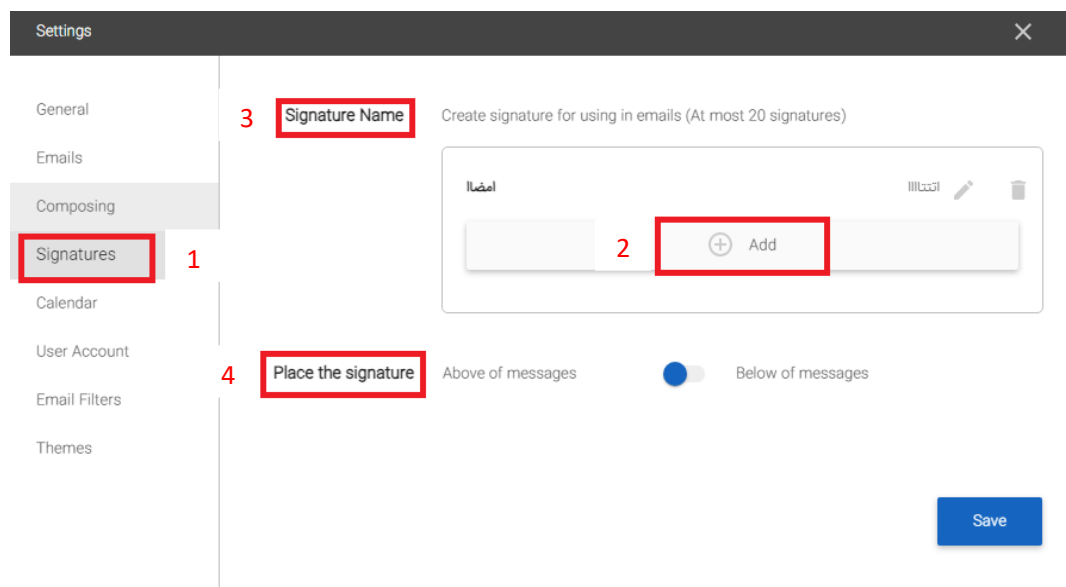 Settings
General
Emails
Composing
Signatures
1
Calendar
User Account
Email Filters
Themes
3
Signature Name
Create signature for using in emails (At most 20 signatures)
امضاا
اتتتاااا
2
Add
4
Place the signature
Above of messages
Below of messages
Save